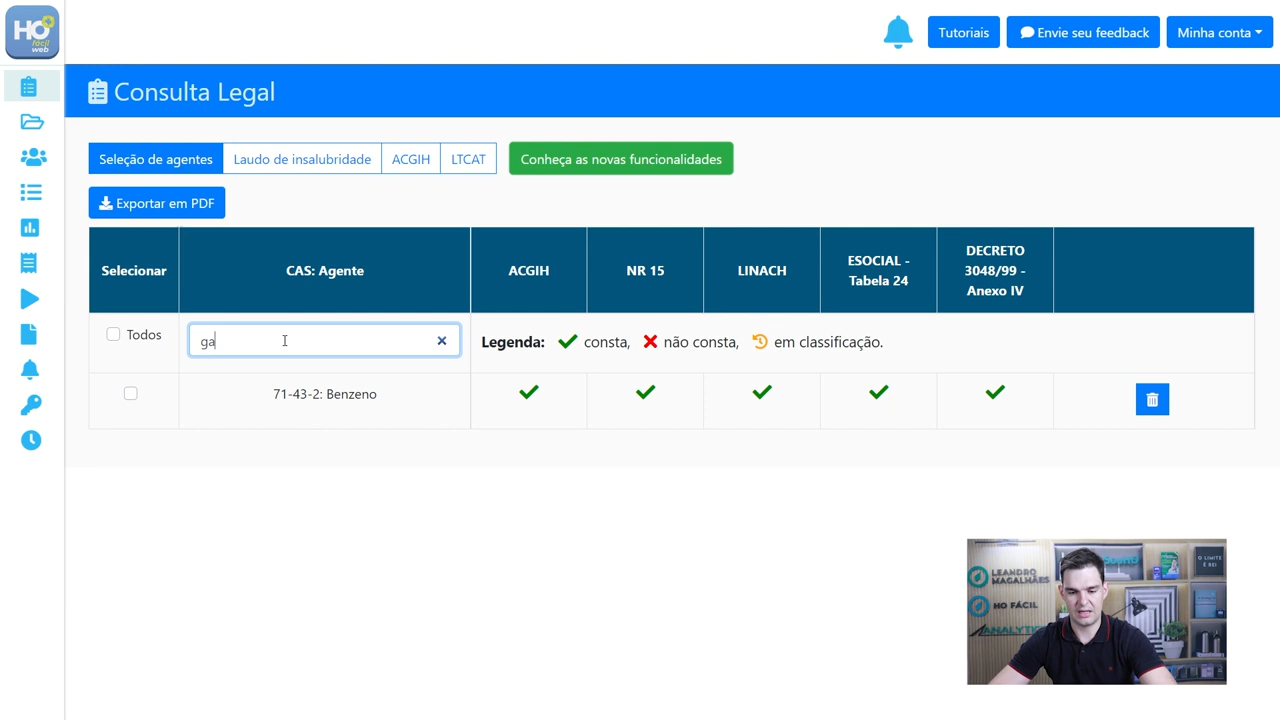 HO
fácil
web
Tutoriais
Envie seu feedback
Minha conta
Consulta Legal
Seleção de agentes
Laudo de insalubridade
ACGIH
LTCAT
Conheça as novas funcionalidades
Exportar em PDF
Selecionar
CAS: Agente
ACGIH
NR 15
LINACH
ESOCIAL -
Tabela 24
DECRETO
3048/99 -
Anexo IV
Todos
ga
Legenda: consta, não consta, em classificação.
71-43-2: Benzeno
LEANDRO
MAGALHÃES
HO FÁCIL
ANALYTICS
O LIMITE
É REI